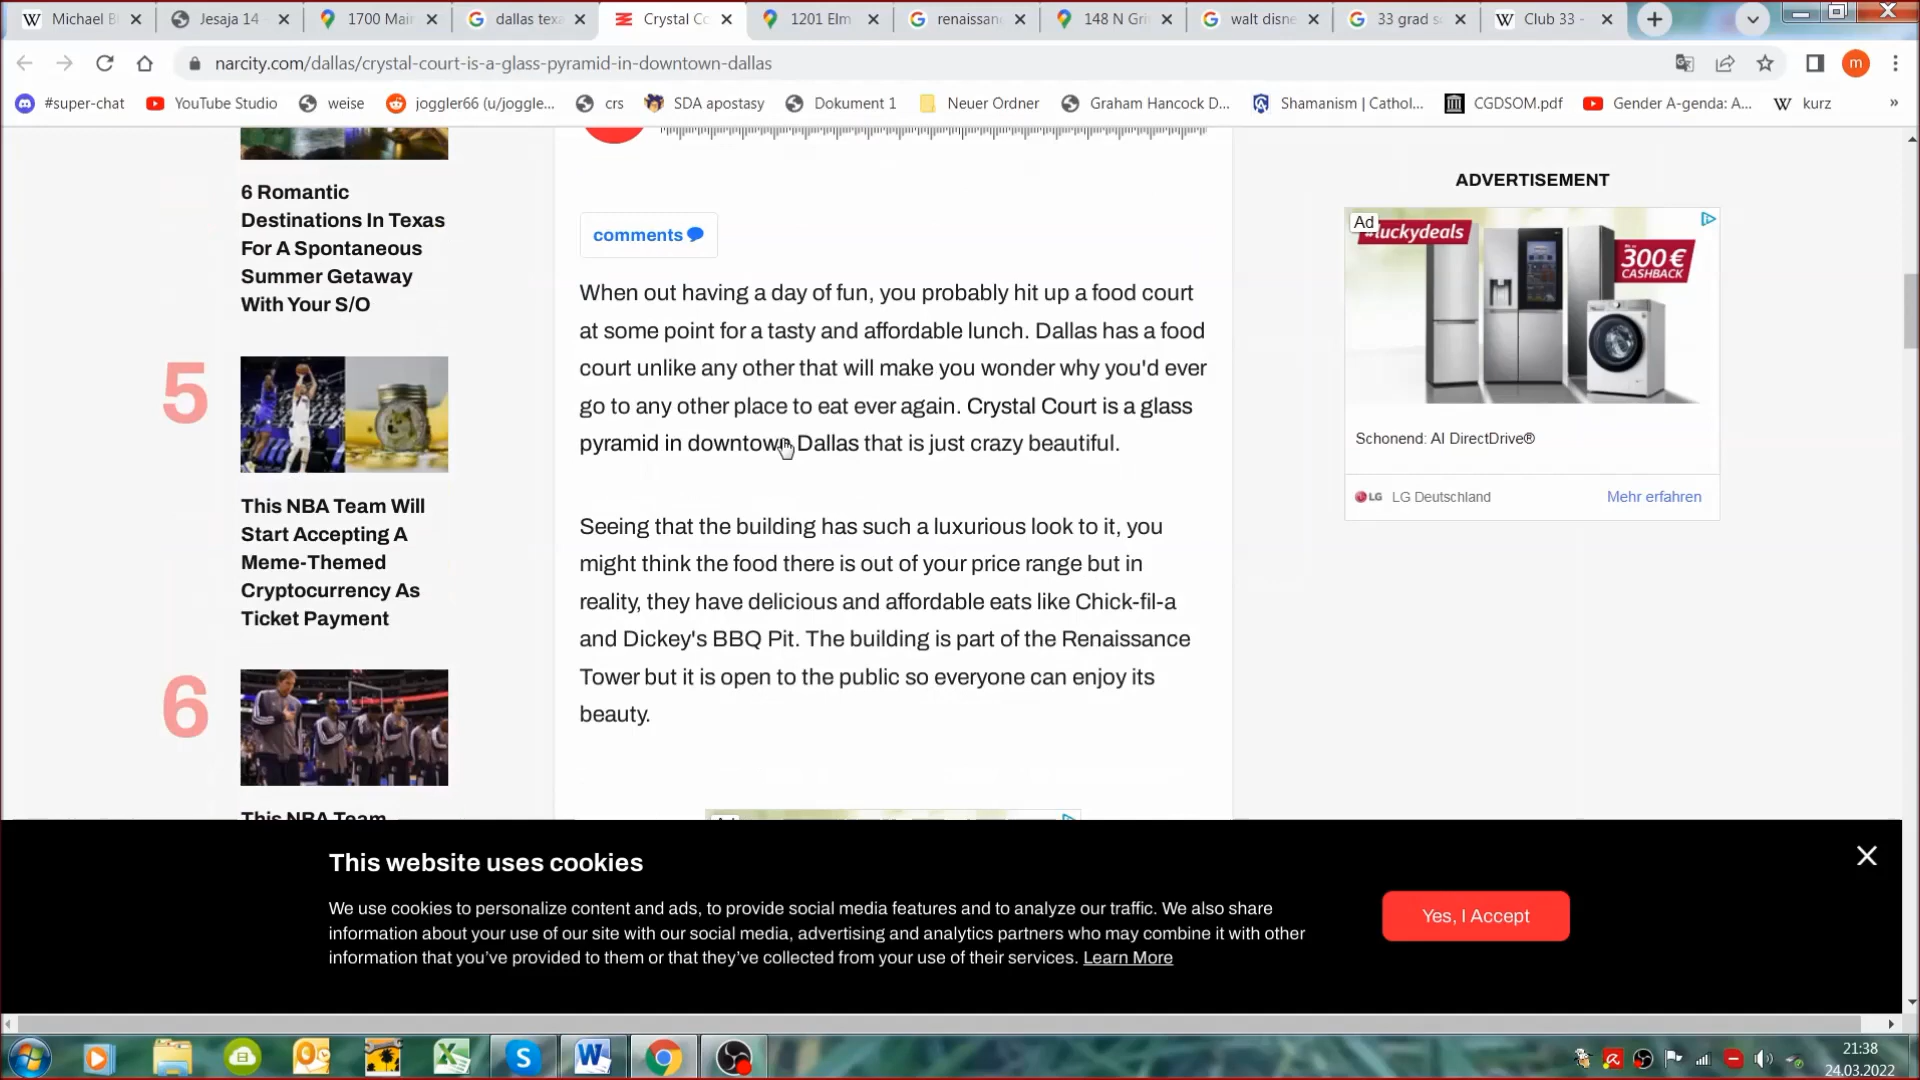 Michael B
Jesaja 14
1700 Mai
dallas texa
Crystal Co
1201 Elm
renaissan
148 N Gri
walt disne
33 grad s
Club 33 -
narcity.com/dallas/crystal-court-is-a-glass-pyramid-in-downtown-dallas
m
#super-chat
YouTube Studio
weise
joggler66 (u/joggle...
crs
SDA apostasy
Dokument 1
Neuer Ordner
Graham Hancock D...
Shamanism | Cathol...
CGDSOM.pdf
Gender A-genda: A...
kurz
»
6 Romantic
Destinations In Texas
For A Spontaneous
Summer Getaway
With Your S/O
5
This NBA Team Will
Start Accepting A
Meme-Themed
Cryptocurrency As
Ticket Payment
6
This NBA Team
comments
When out having a day of fun, you probably hit up a food court
at some point for a tasty and affordable lunch. Dallas has a food
court unlike any other that will make you wonder why you'd ever
go to any other place to eat ever again. Crystal Court is a glass
pyramid in downtown Dallas that is just crazy beautiful.
Seeing that the building has such a luxurious look to it, you
might think the food there is out of your price range but in
reality, they have delicious and affordable eats like Chick-fil-a
and Dickey's BBQ Pit. The building is part of the Renaissance
Tower but it is open to the public so everyone can enjoy its
beauty.
ADVERTISEMENT
Ad
#luckydeals
300 €
CASHBACK
Schonend: AI DirectDrive®
LG
LG Deutschland
Mehr erfahren
This website uses cookies
We use cookies to personalize content and ads, to provide social media features and to analyze our traffic. We also share
information about your use of our site with our social media, advertising and analytics partners who may combine it with other
information that you've provided to them or that they've collected from your use of their services. Learn More
Yes, I Accept
21:38
24.03.2022